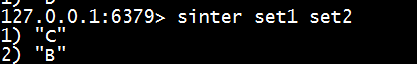 127.0.0.1:6379> sinter set1 set2
1) "C"
2) "B"